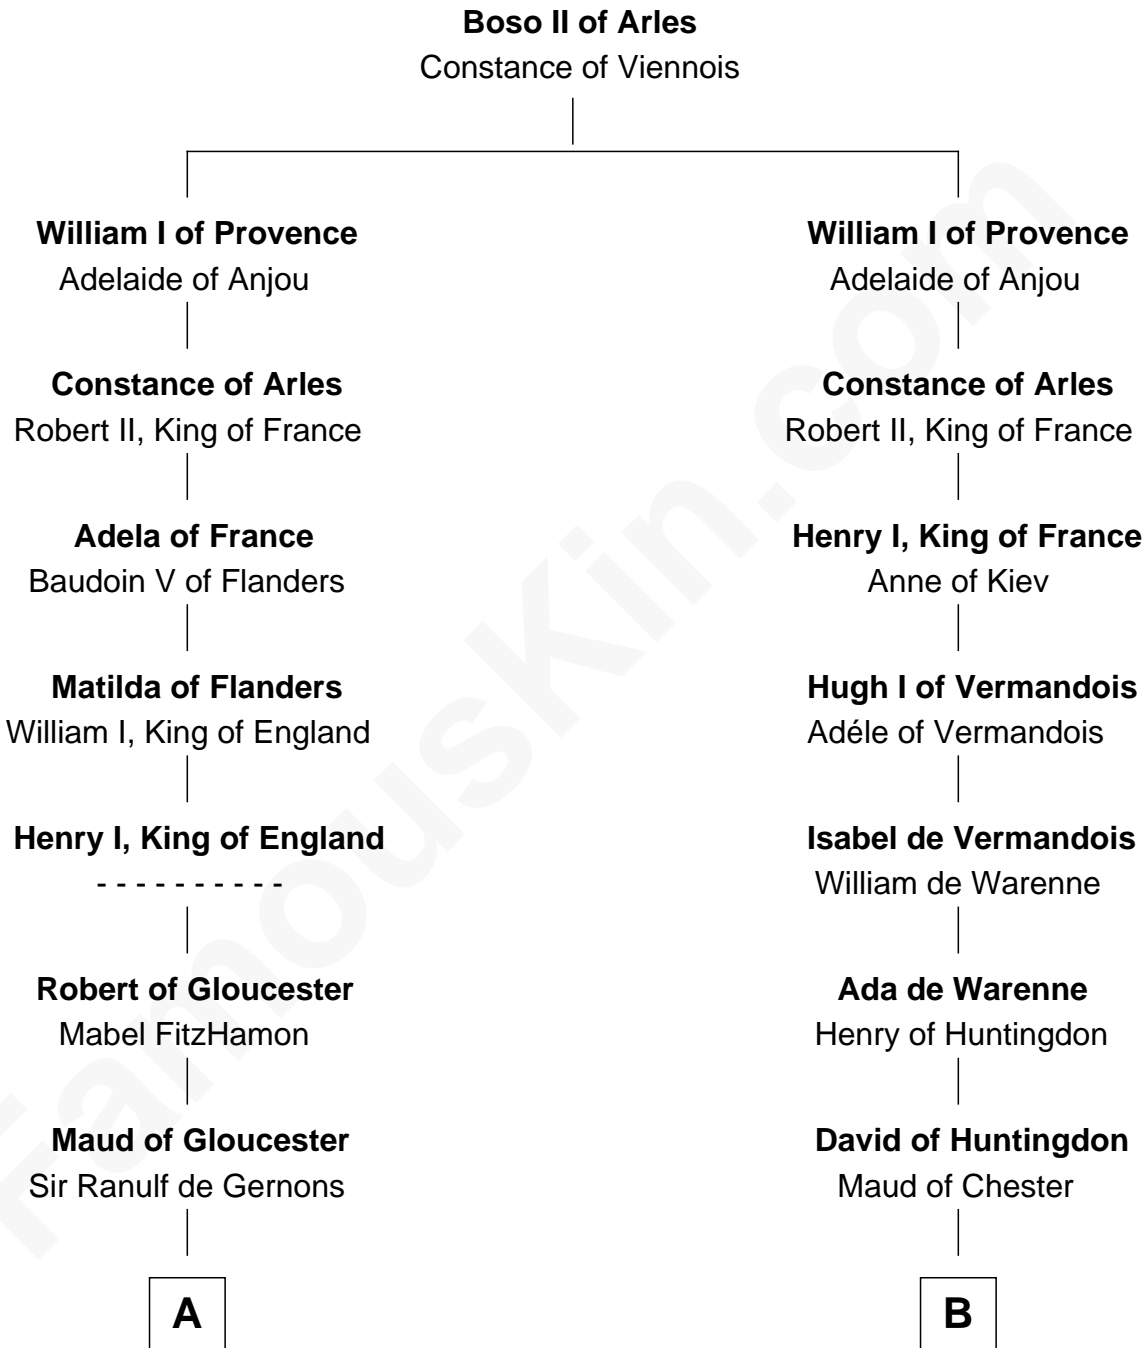 Boso II of Arles
Constance of Viennois
William I of Provence
Adelaide of Anjou
Constance of Arles
Robert II, King of France
Adela of France
Baudoin V of Flanders
Matilda of Flanders
William I, King of England
Henry I, King of England
- - - - - - - - - -
Robert of Gloucester
Mabel FitzHamon
Maud of Gloucester
Sir Ranulf de Gernons
A
William I of Provence
Adelaide of Anjou
Constance of Arles
Robert II, King of France
Henry I, King of France
Anne of Kiev
Hugh I of Vermandois
Adéle of Vermandois
Isabel de Vermandois
William de Warenne
Ada de Warenne
Henry of Huntingdon
David of Huntingdon
Maud of Chester
B
FamousKin.com